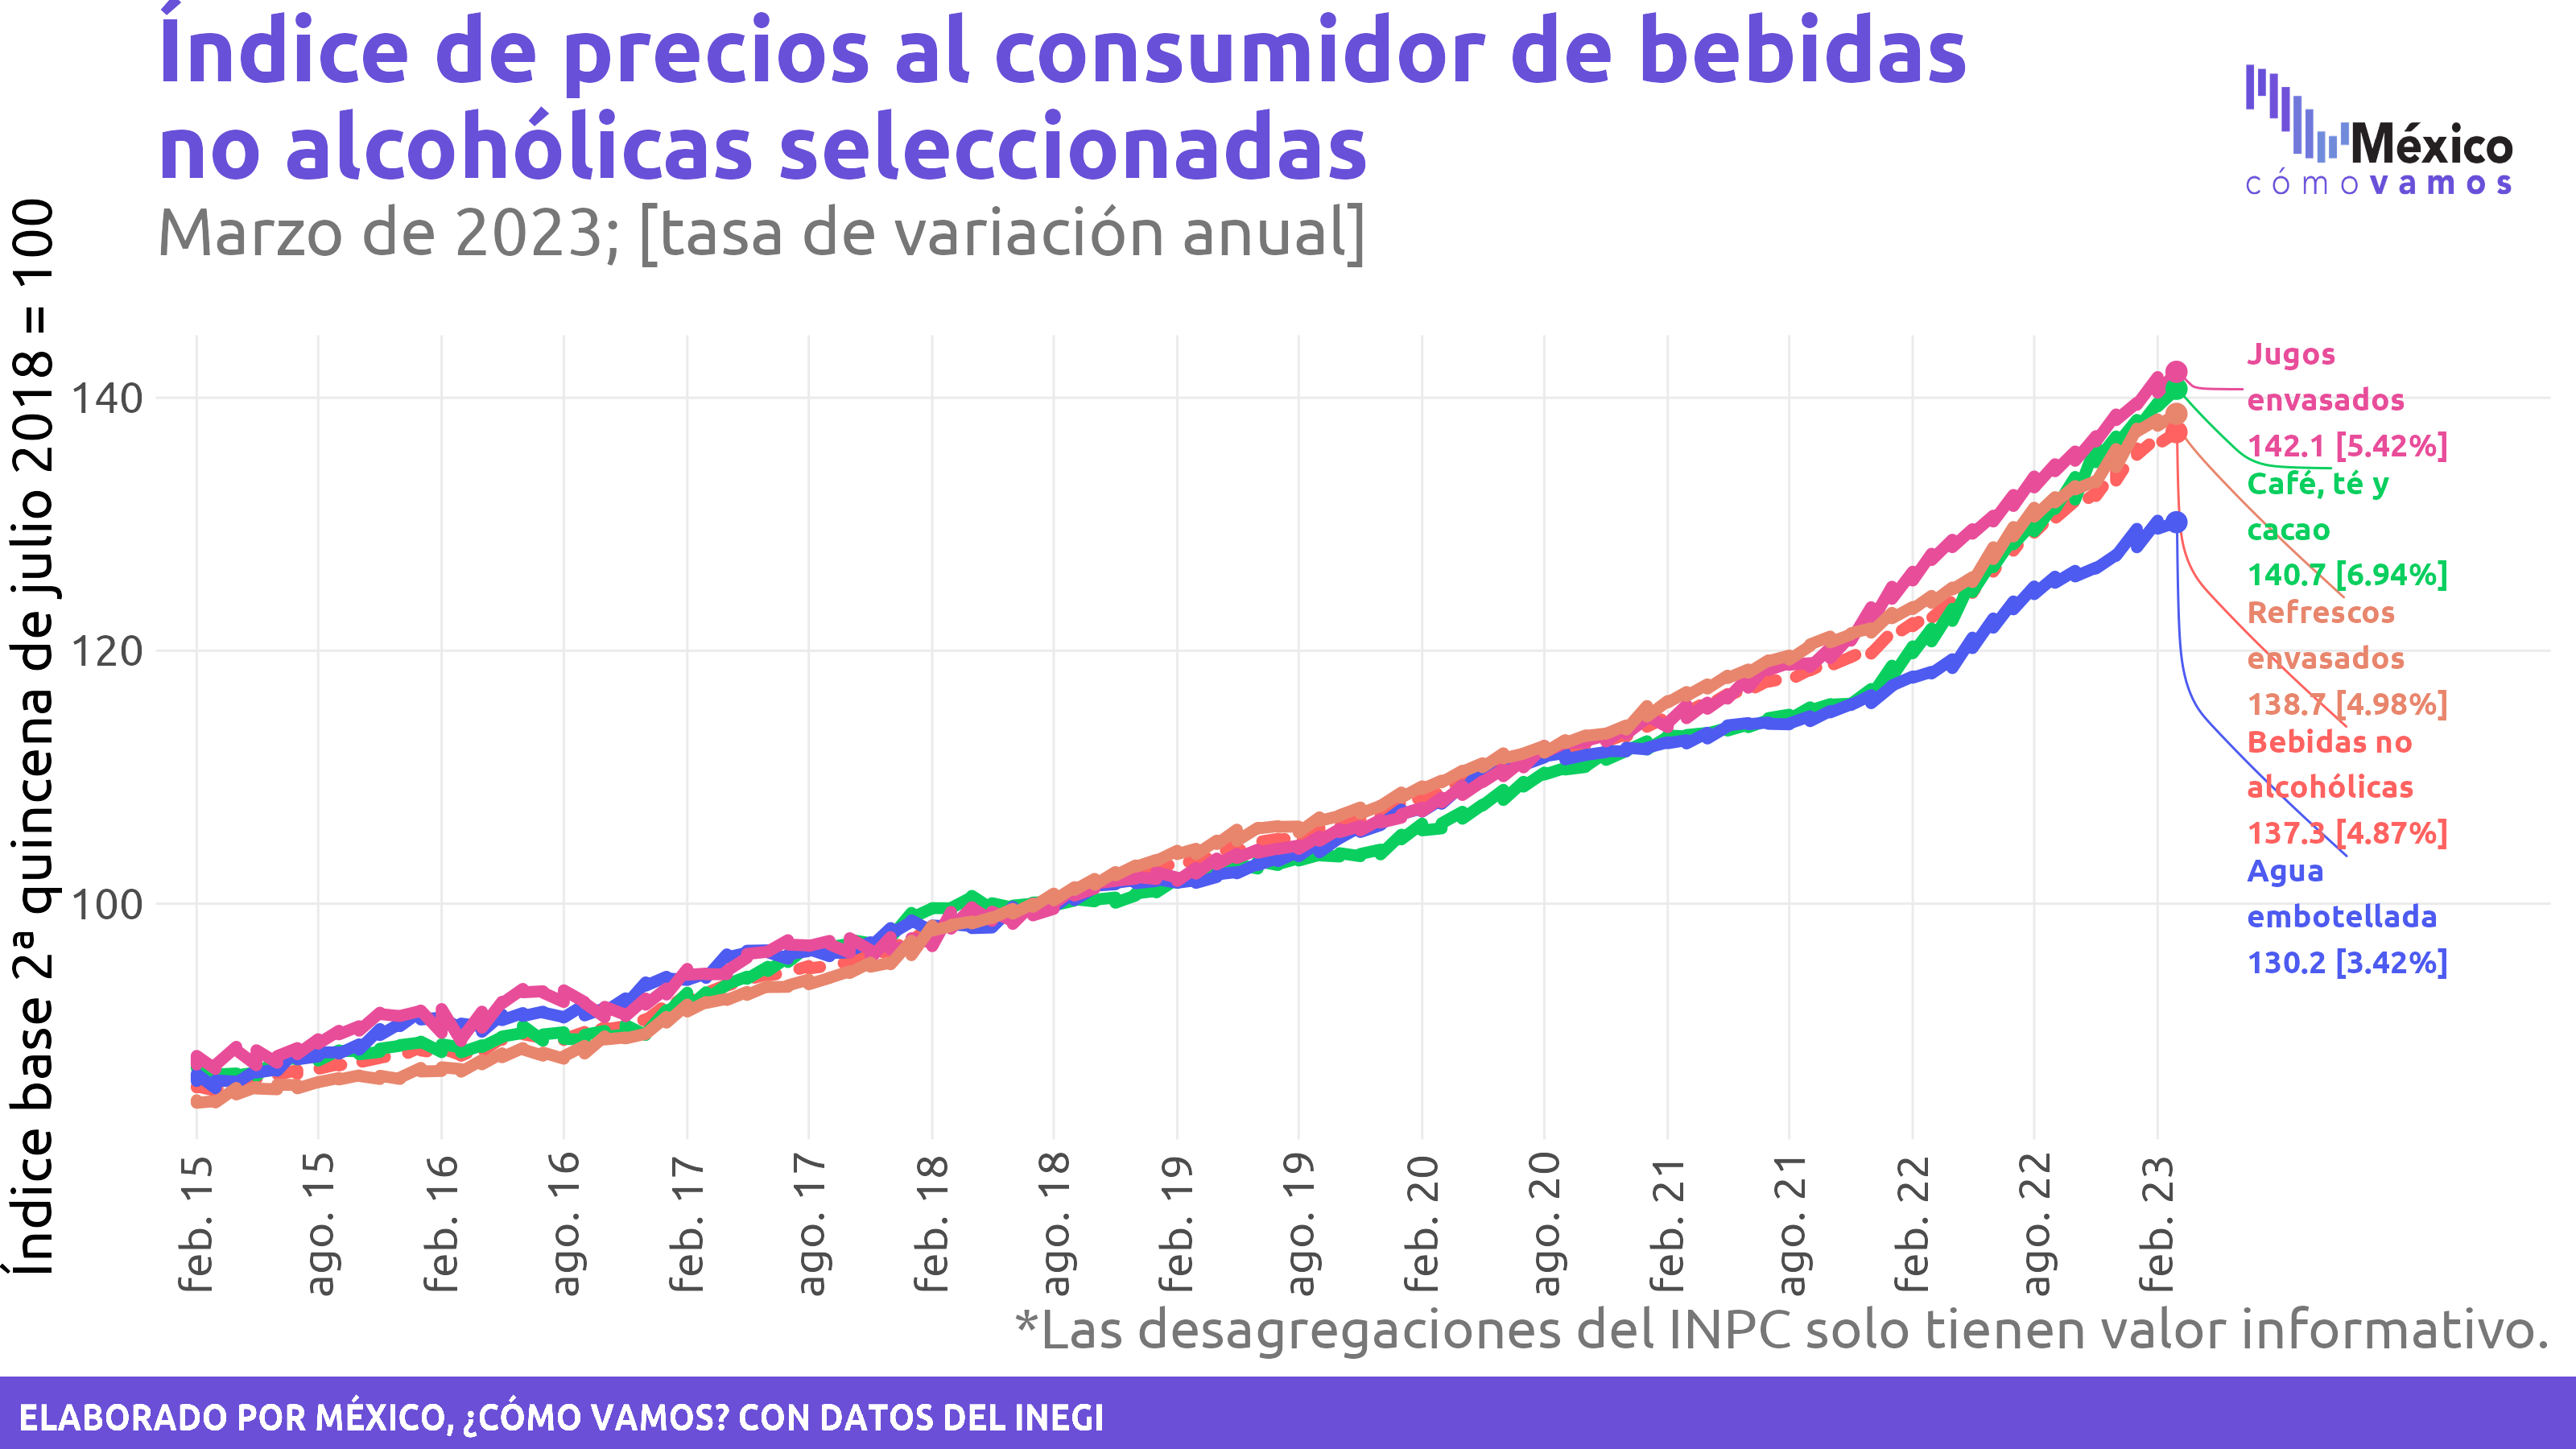 Índice de precios al consumidor de bebidas
no alcohólicas seleccionadas
Marzo de 2023; [tasa de variación anual]
México
cómo vamos
Índice base 2ª quincena de julio 2018 = 100
140
120
100
Jugos
envasados
142.1 [5.42%]
Café, té y
cacao
140.7 [6.94%]
Refrescos
envasados
138.7 [4.98%]
Bebidas no
alcohólicas
137.3 [4.87%]
Agua
embotellada
130.2 [3.42%]
feb. 15
ago. 15
feb. 16
ago. 16
feb. 17
ago. 17
feb. 18
ago. 18
feb. 19
ago. 19
feb. 20
ago. 20
feb. 21
ago. 21
feb. 22
ago. 22
feb. 23
*Las desagregaciones del INPC solo tienen valor informativo.
ELABORADO POR MÉXICO, ¿CÓMO VAMOS? CON DATOS DEL INEGI